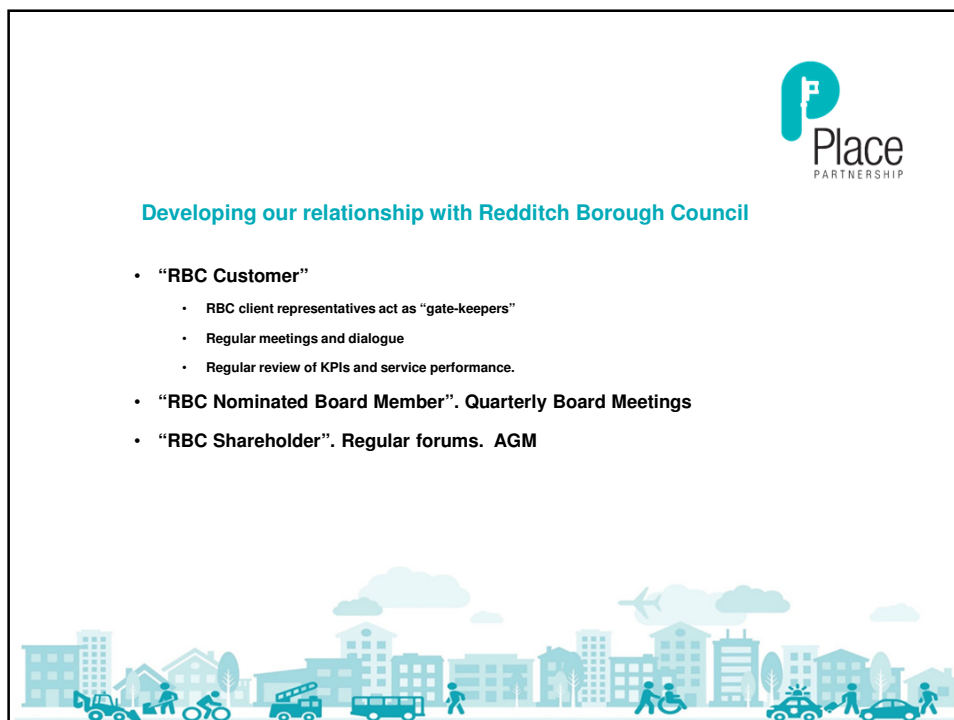 Place
PARTNERSHIP
Developing our relationship with Redditch Borough Council
• “RBC Customer”
• RBC client representatives act as “gate-keepers”
• Regular meetings and dialogue
• Regular review of KPIs and service performance.
• “RBC Nominated Board Member”. Quarterly Board Meetings
• “RBC Shareholder”. Regular forums.  AGM